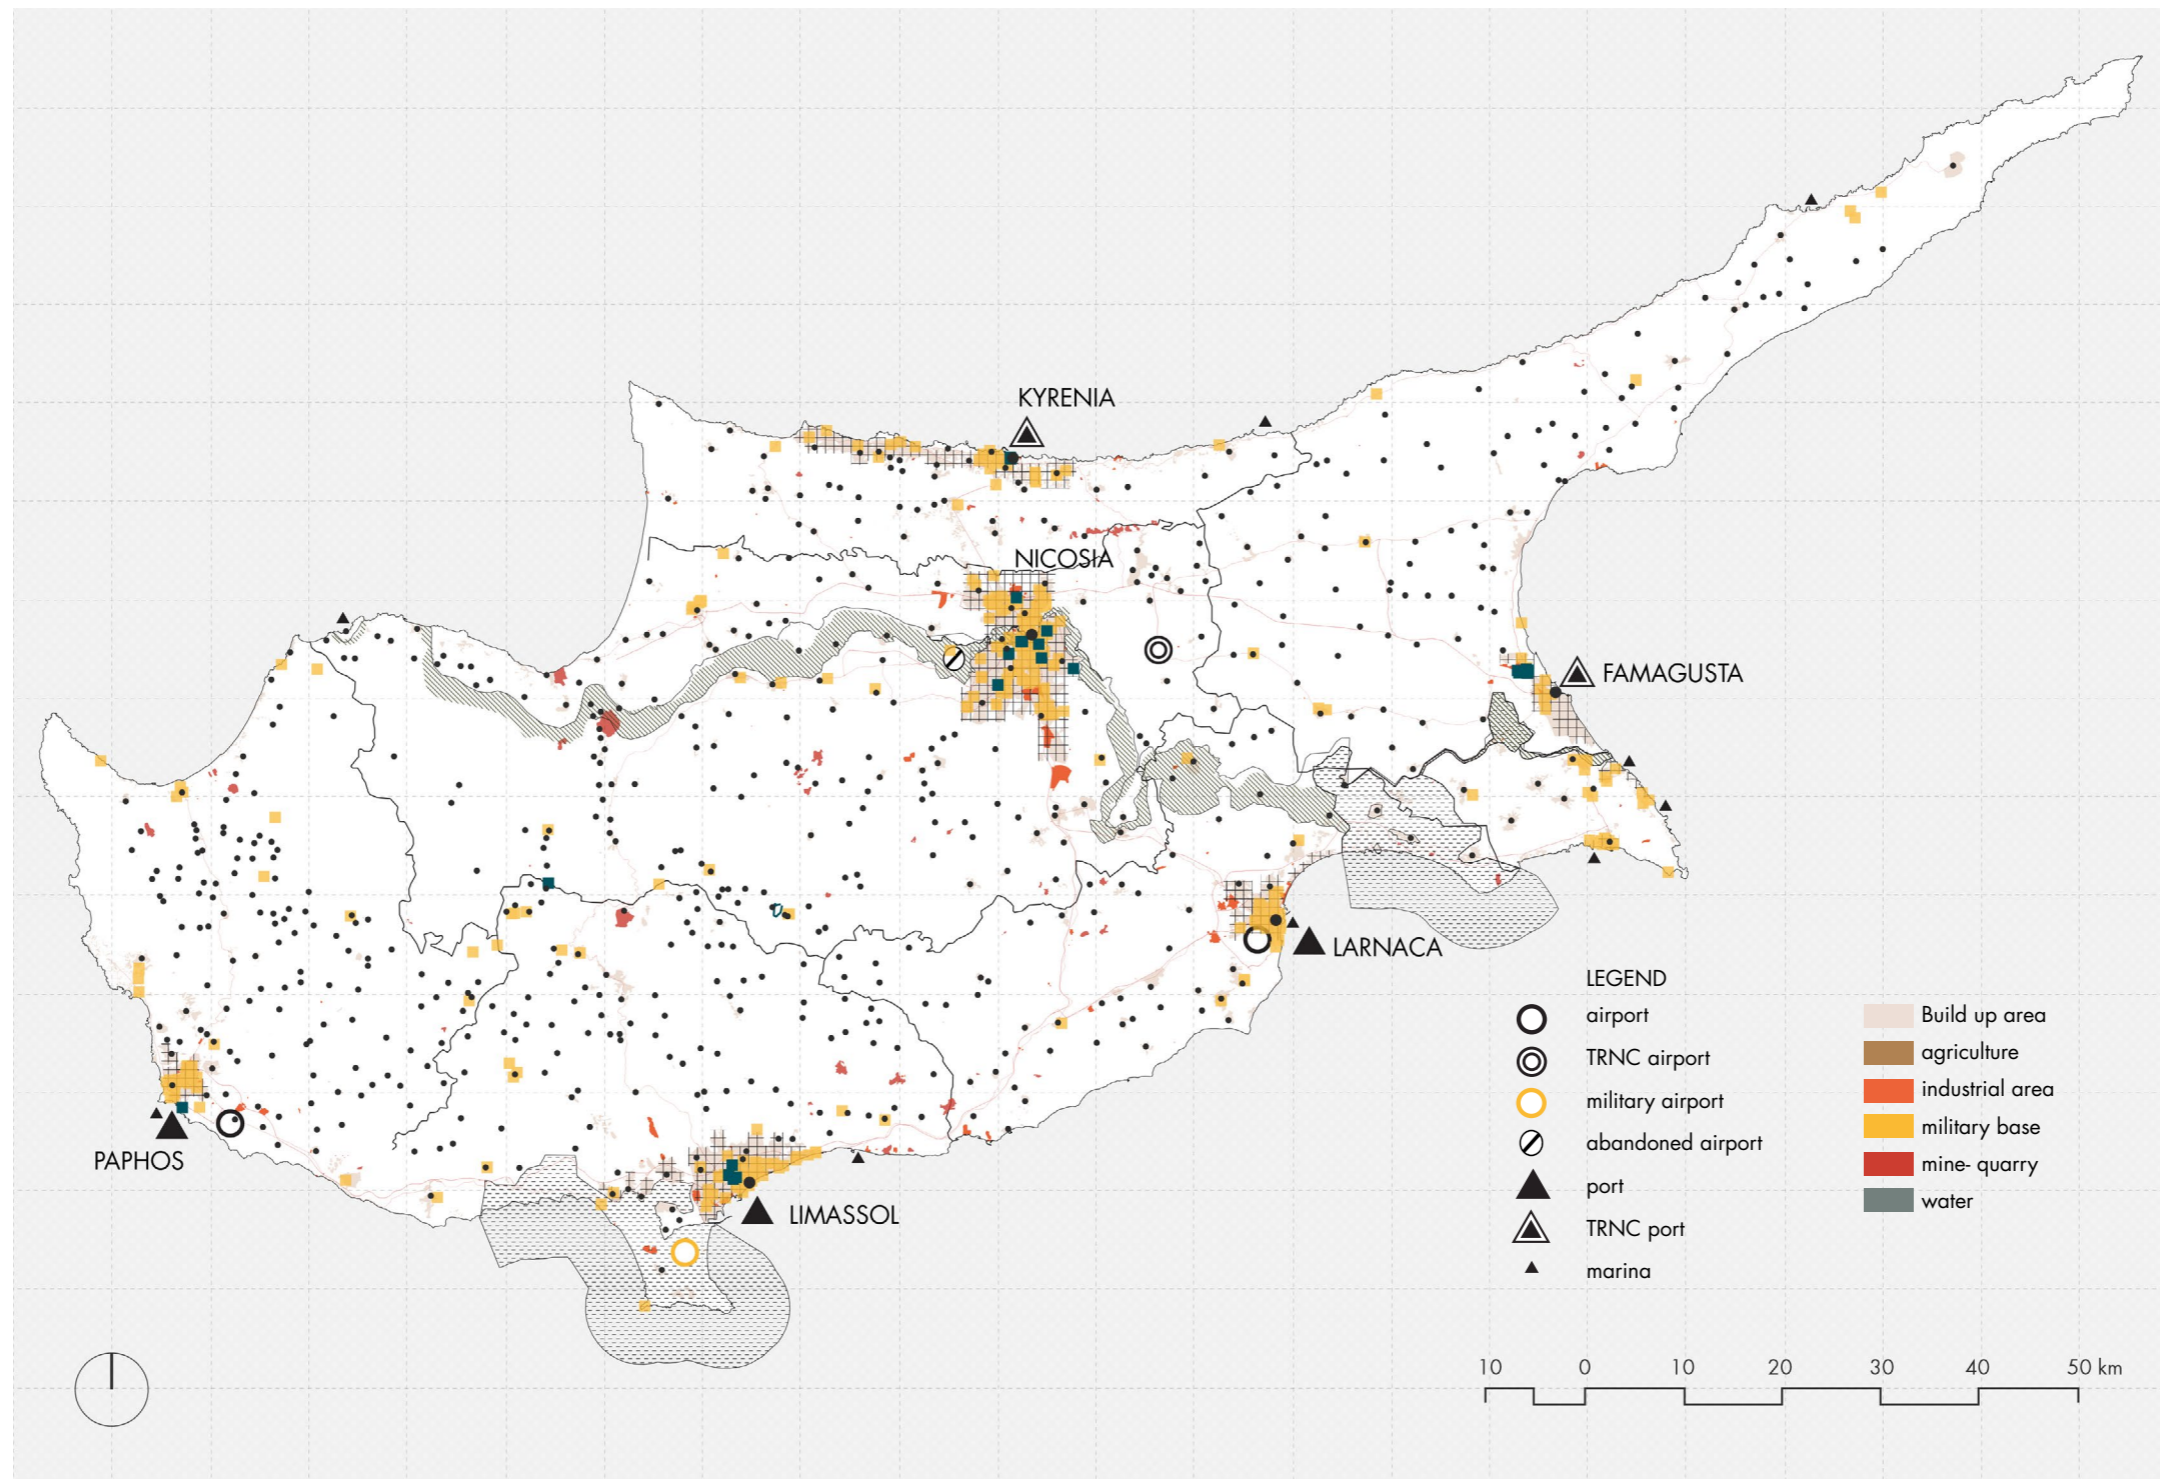 KYRENIA
NICOSIA
FAMAGUSTA
LARNACA
PAPHOS
LIMASSOL
LEGEND
airport
TRNC airport
military airport
abandoned airport
port
TRNC port
marina
Build up area
agriculture
industrial area
military base
mine- quarry
water
10 0 10 20 30 40 50 km